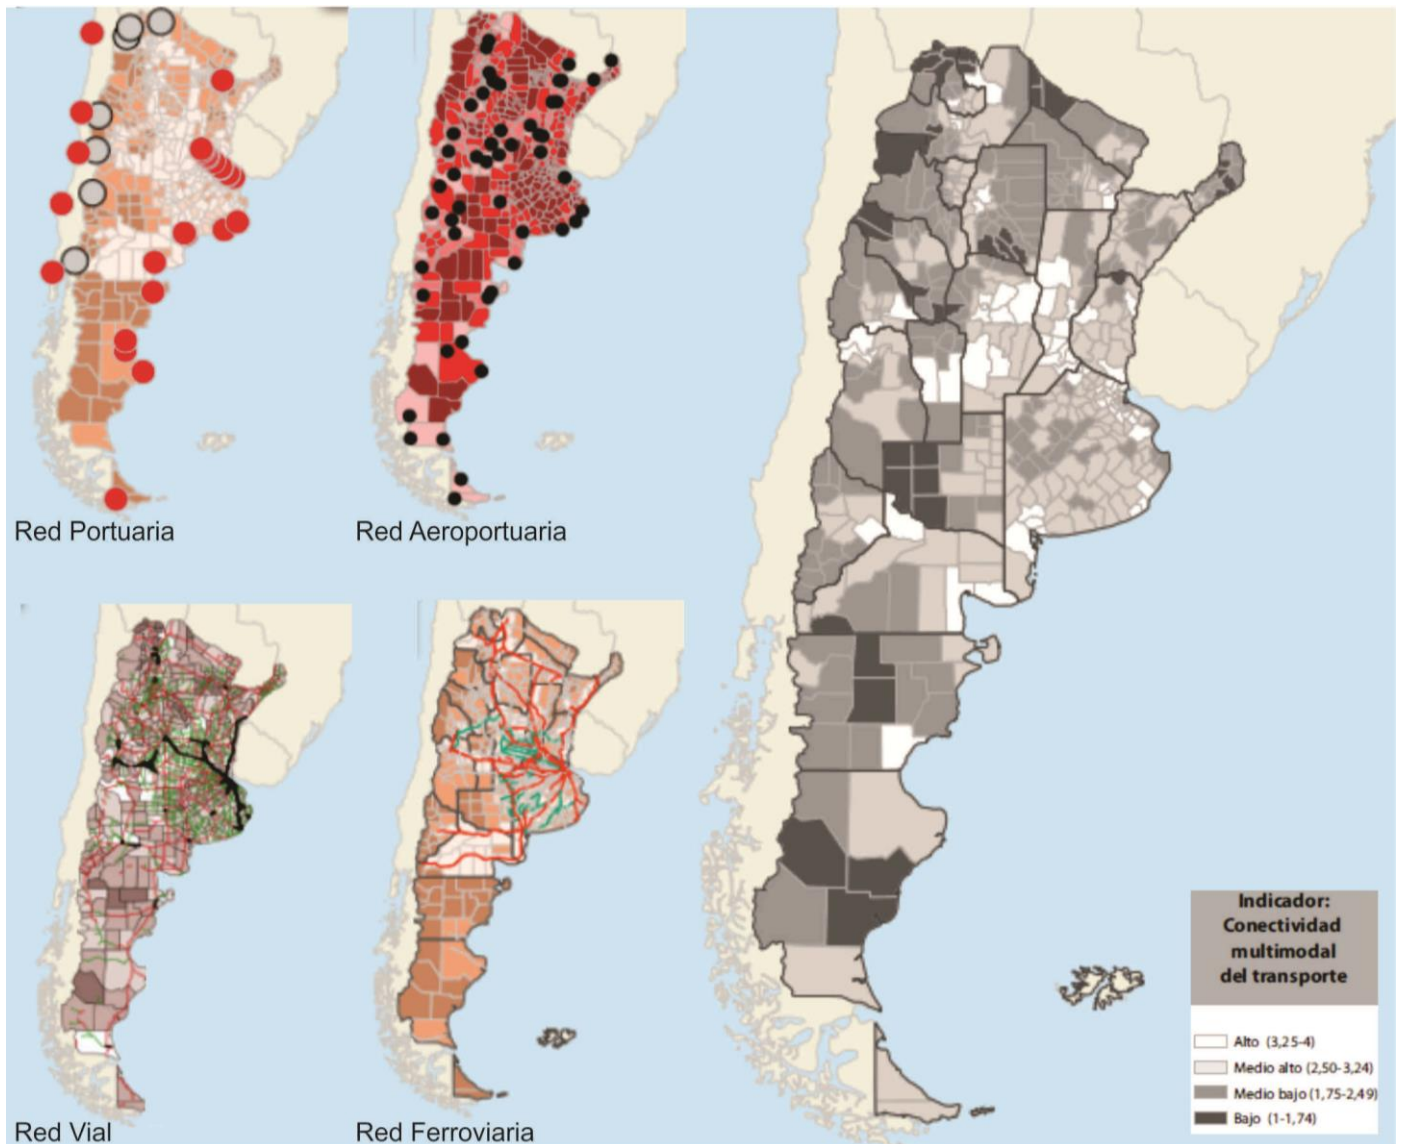 Red Portuaria
Red Aeroportuaria
Red Vial
Red Ferroviaria
Indicador:
Conectividad
multimodal
del transporte
Alto (3,25-4)
Medio alto (2,50-3,24)
Medio bajo (1,75-2,49)
Bajo (1-1,74)